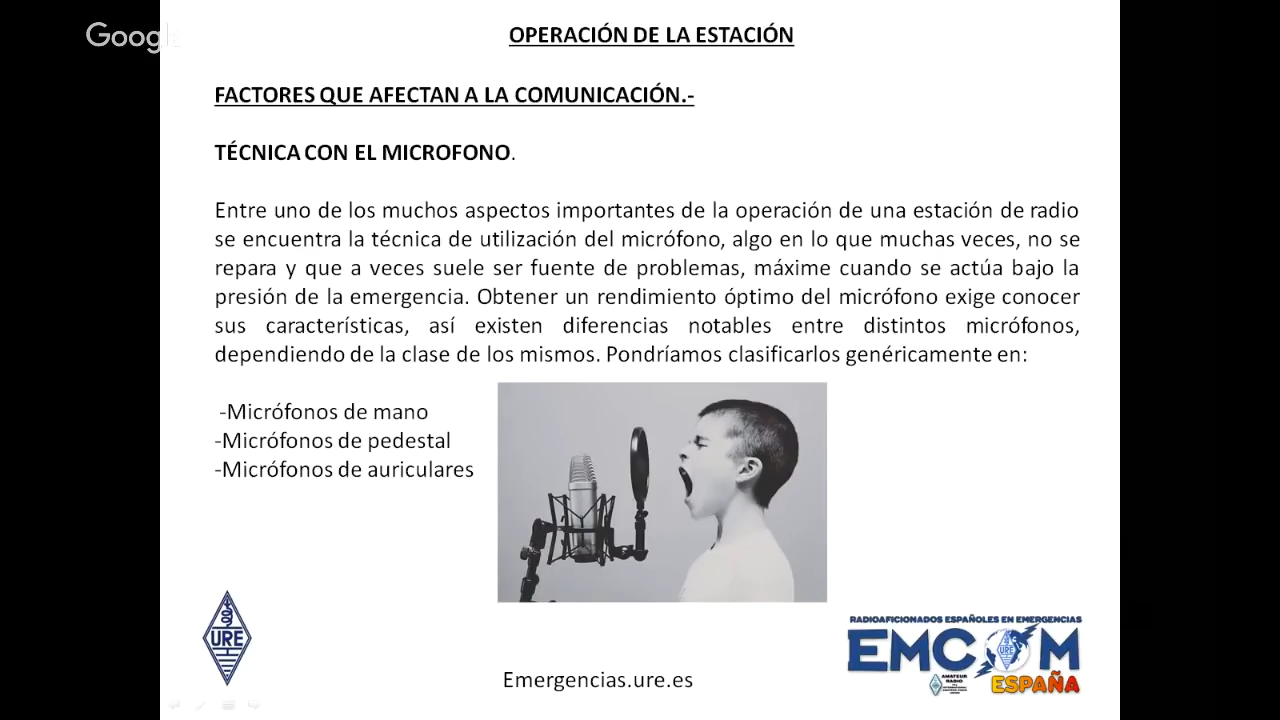 Google
OPERACIÓN DE LA ESTACIÓN
FACTORES QUE AFECTAN A LA COMUNICACIÓN.-
TÉCNICA CON EL MICROFONO.
Entre uno de los muchos aspectos importantes de la operación de una estación de radio
se encuentra la técnica de utilización del micrófono, algo en lo que muchas veces, no se
repara y que a veces suele ser fuente de problemas, máxime cuando se actúa bajo la
presión de la emergencia. Obtener un rendimiento óptimo del micrófono exige conocer
sus características, así existen diferencias notables entre distintos micrófonos,
dependiendo de la clase de los mismos. Pondríamos clasificarlos genéricamente en:
-Micrófonos de mano
-Micrófonos de pedestal
-Micrófonos de auriculares
URE
RADIOAFICIONADOS ESPAÑOLES EN EMERGENCIAS
EMCOM
URE
AMATEUR
RADIO
ESPAÑA
Emergencias.ure.es